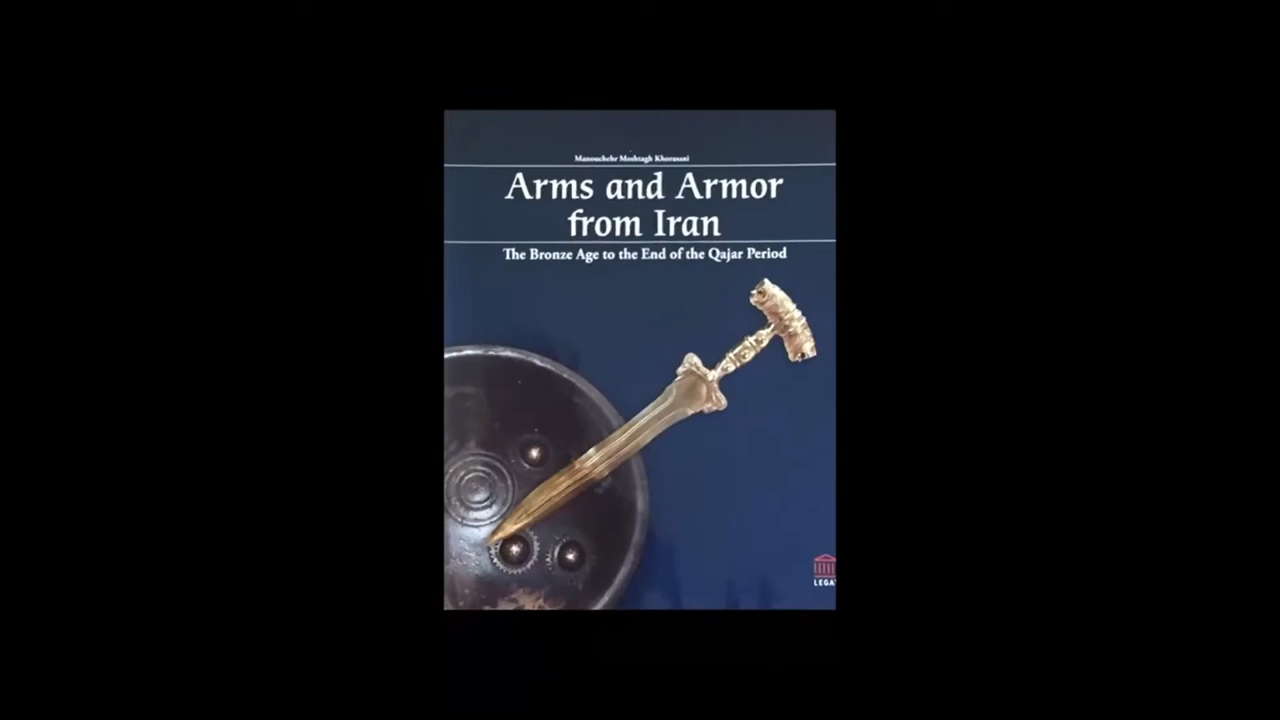 Manouchehr Moshtagh Khorasani
Arms and Armor
from Iran
The Bronze Age to the End of the Qajar Period
LEGA